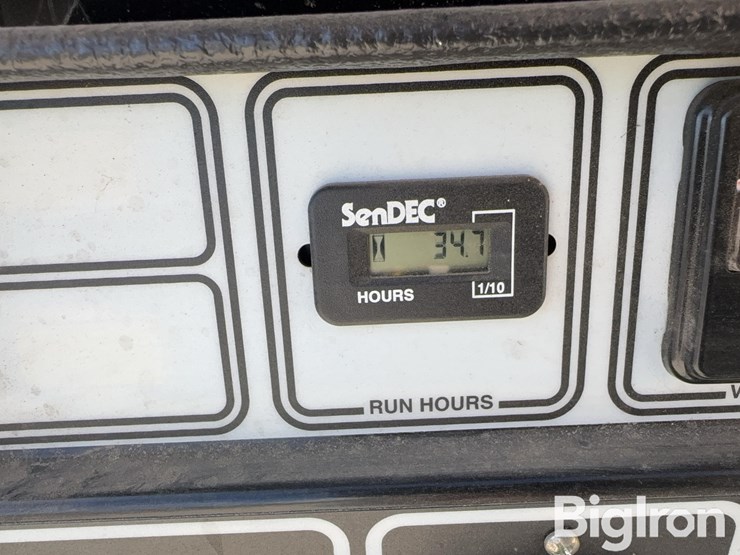 SenDEC®
34.7
HOURS
1/10
RUN HOURS
BigIron